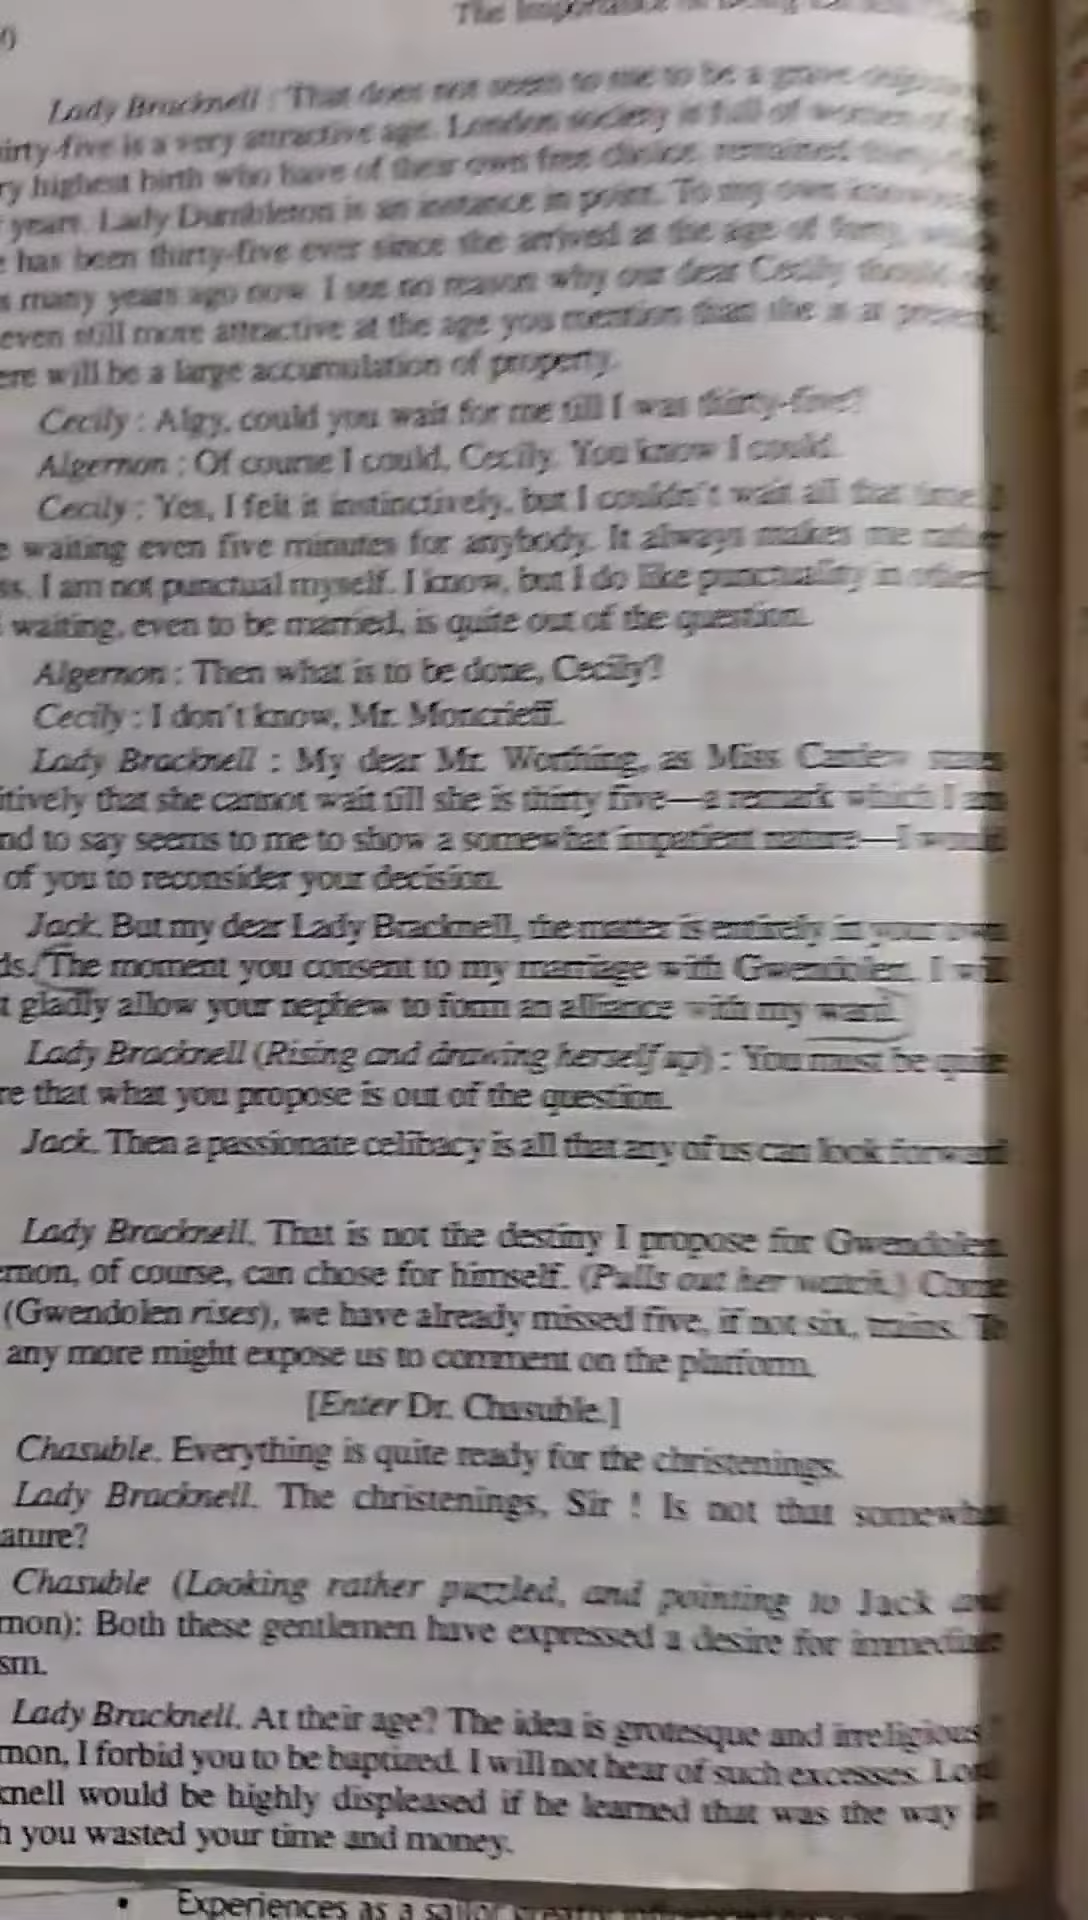 The Importance of Being
Lady Bracknell : That does not seem to me to be a grave
irty-five is a very attractive age. London society is full of women of
ry highest birth who have of their own free choice, remained
years. Lady Dumbleton is an instance in point. To my own
has been thirty-five ever since she arrived at the age of forty,
s many years ago now. I see no reason why our dear Cecily should
even still more attractive at the age you mention than she is at present.
ere will be a large accumulation of property.
Cecily : Algy, could you wait for me till I was thirty-five?
Algernon : Of course I could, Cecily. You know I could.
Cecily : Yes, I felt it instinctively, but I couldn't wait all that time. I
e waiting even five minutes for anybody. It always makes me rather
ss. I am not punctual myself. I know, but I do like punctuality in others,
waiting, even to be married, is quite out of the question.
Algernon : Then what is to be done, Cecily?
Cecily : I don't know, Mr. Moncrieff.
Lady Bracknell : My dear Mr. Worthing, as Miss Cardew states
itively that she cannot wait till she is thirty five—a remark which I am
nd to say seems to me to show a somewhat impatient nature—I would
of you to reconsider your decision.
Jack. But my dear Lady Bracknell, the matter is entirely in your own
ds. The moment you consent to my marriage with Gwendolen, I will
t gladly allow your nephew to form an alliance with my ward.
Lady Bracknell (Rising and drawing herself up) : You must be quite
re that what you propose is out of the question.
Jack. Then a passionate celibacy is all that any of us can look forward
Lady Bracknell. That is not the destiny I propose for Gwendolen.
ernon, of course, can chose for himself. (Pulls out her watch.) Come
(Gwendolen rises), we have already missed five, if not six, trains. To
any more might expose us to comment on the platform.
[Enter Dr. Chasuble.]
Chasuble. Everything is quite ready for the christenings.
Lady Bracknell. The christenings, Sir ! Is not that somewhat
ature?
Chasuble (Looking rather puzzled, and pointing to Jack and
rnon): Both these gentlemen have expressed a desire for immediate
sm.
Lady Bracknell. At their age? The idea is grotesque and irreligious!
rnon, I forbid you to be baptized. I will not hear of such excesses. Lord
knell would be highly displeased if he learned that was the way in
h you wasted your time and money.
• Experiences as a sailor greatly